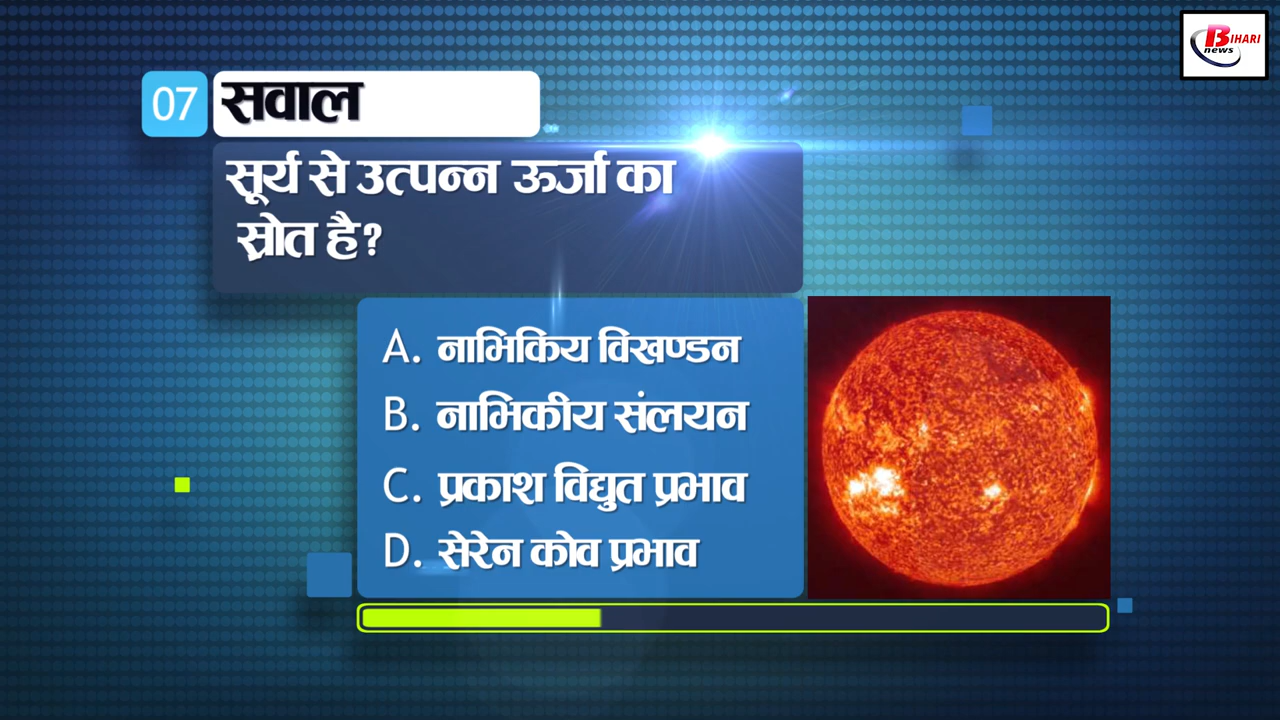 BIHARI
news
07 सवाल
सूर्य से उत्पन्न ऊर्जा का
स्रोत है?
A. नाभिकिय विखण्डन
B. नाभिकीय संलयन
C. प्रकाश विद्युत प्रभाव
D. सेरेन कोव प्रभाव